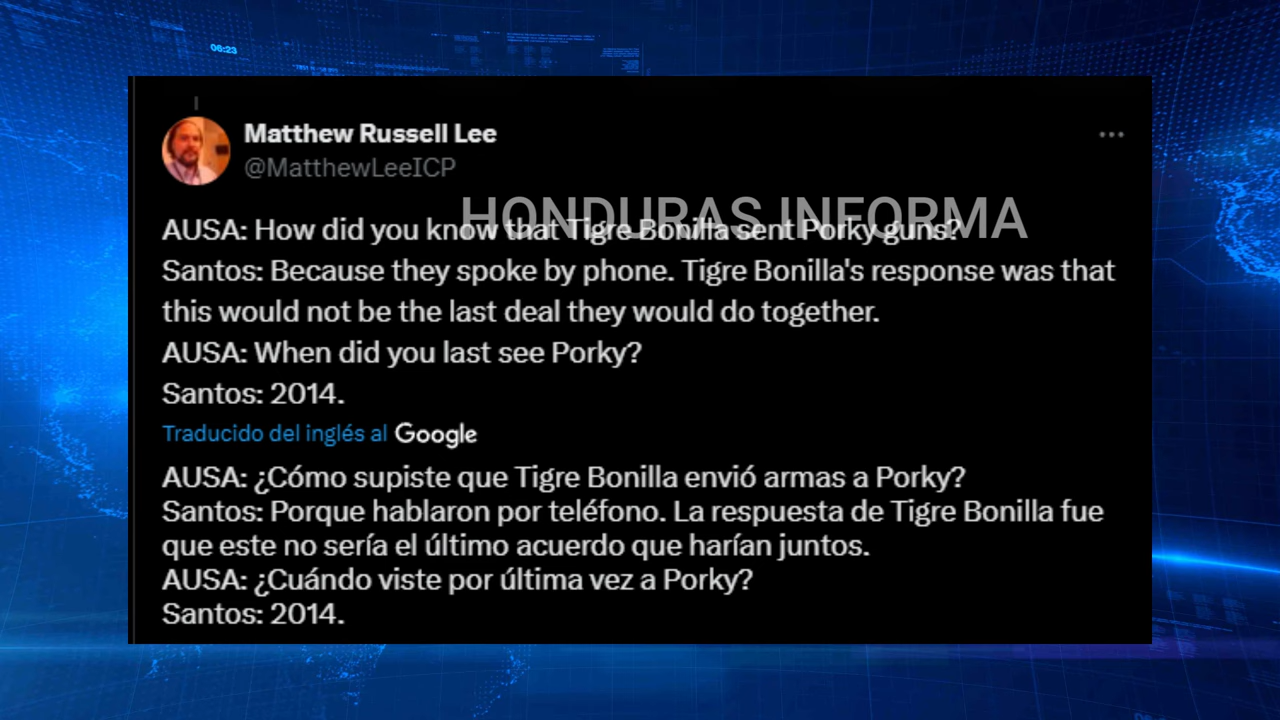 06:23
Matthew Russell Lee
@MatthewLeeICP
HONDURAS INFORMA
AUSA: How did you know that Tigre Bonilla sent Porky guns?
Santos: Because they spoke by phone. Tigre Bonilla's response was that
this would not be the last deal they would do together.
AUSA: When did you last see Porky?
Santos: 2014.
Traducido del inglés al Google
AUSA: ¿Cómo supiste que Tigre Bonilla envió armas a Porky?
Santos: Porque hablaron por teléfono. La respuesta de Tigre Bonilla fue
que este no sería el último acuerdo que harían juntos.
AUSA: ¿Cuándo viste por última vez a Porky?
Santos: 2014.